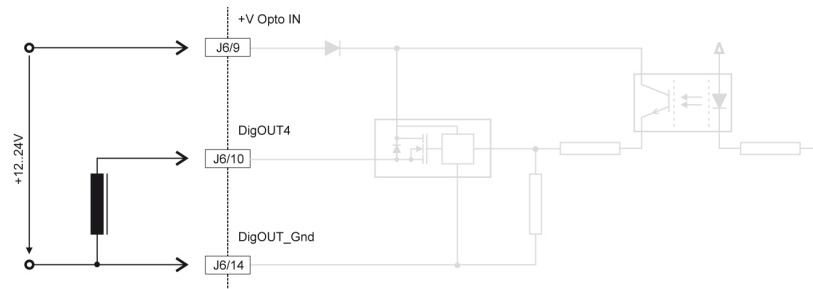 +V Opto IN
J6/9
DigOUT4
J6/10
+12..24V
DigOUT_Gnd
J6/14